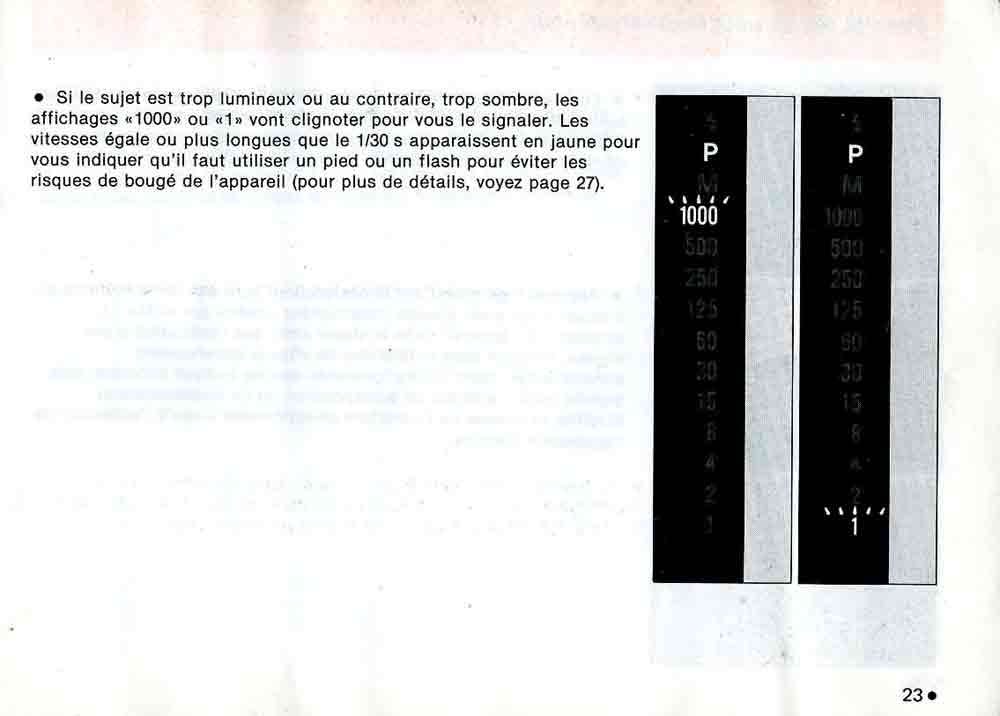 • Si le sujet est trop lumineux ou au contraire, trop sombre, les
affichages «1000» ou «1» vont clignoter pour vous le signaler. Les
vitesses égale ou plus longues que le 1/30 s apparaissent en jaune pour
vous indiquer qu'il faut utiliser un pied ou un flash pour éviter les
risques de bougé de l'appareil (pour plus de détails, voyez page 27).
P
M
1000
500
250
125
60
30
15
8
4
2
1
P
M
1000
500
250
125
60
30
15
8
4
2
1
23 •